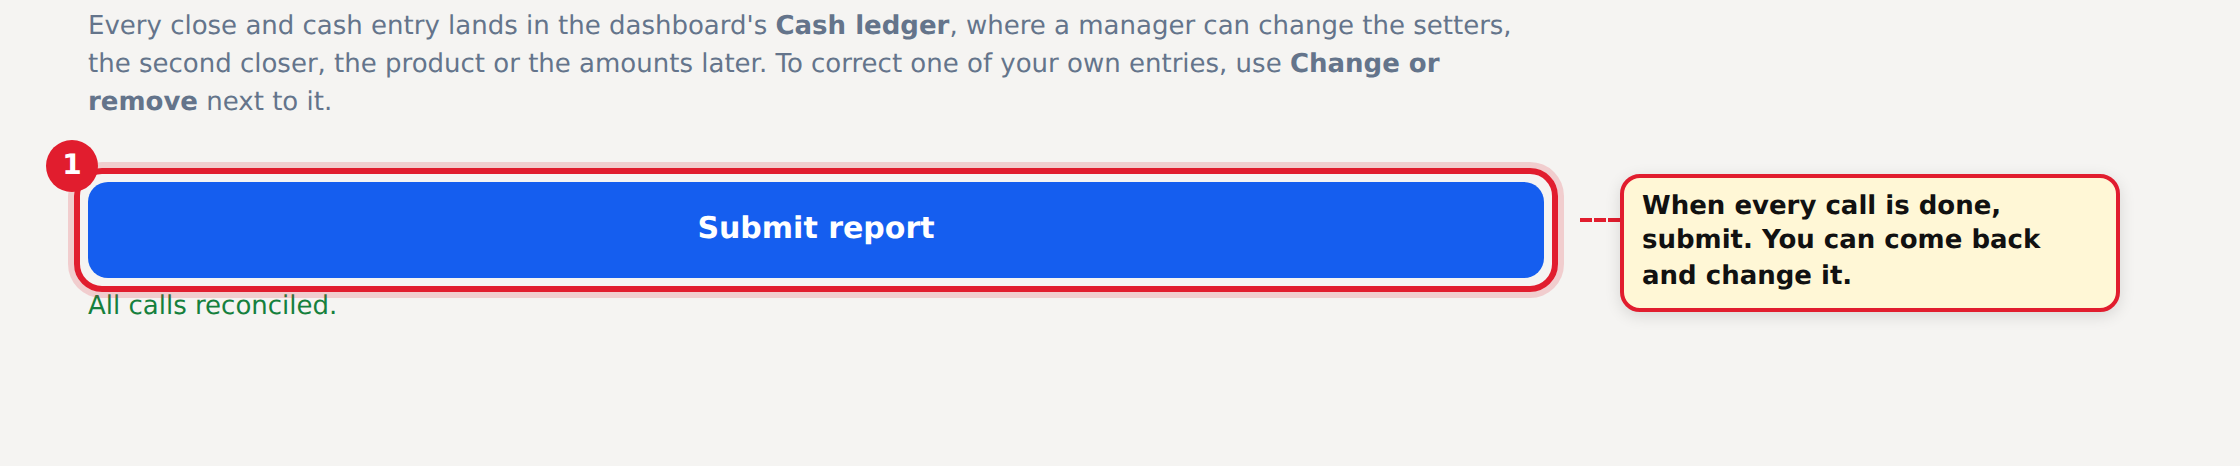 Every close and cash entry lands in the dashboard's Cash ledger, where a manager can change the setters,
the second closer, the product or the amounts later. To correct one of your own entries, use Change or
remove next to it.
1
Submit report
When every call is done,
submit. You can come back
and change it.
All calls reconciled.